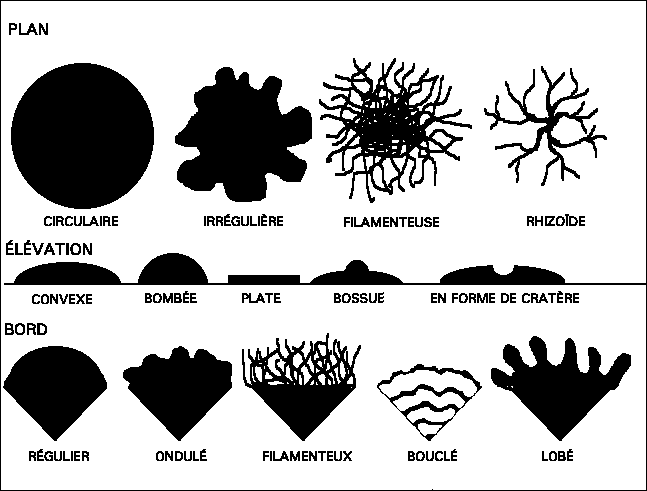 PLAN
CIRCULAIRE IRRÉGULIÈRE FILAMENTEUSE RHIZOÏDE
ÉLÉVATION
CONVEXE BOMBÉE PLATE BOSSUE EN FORME DE CRATÈRE
BORD
RÉGULIER ONDULÉ FILAMENTEUX BOUCLÉ LOBÉ